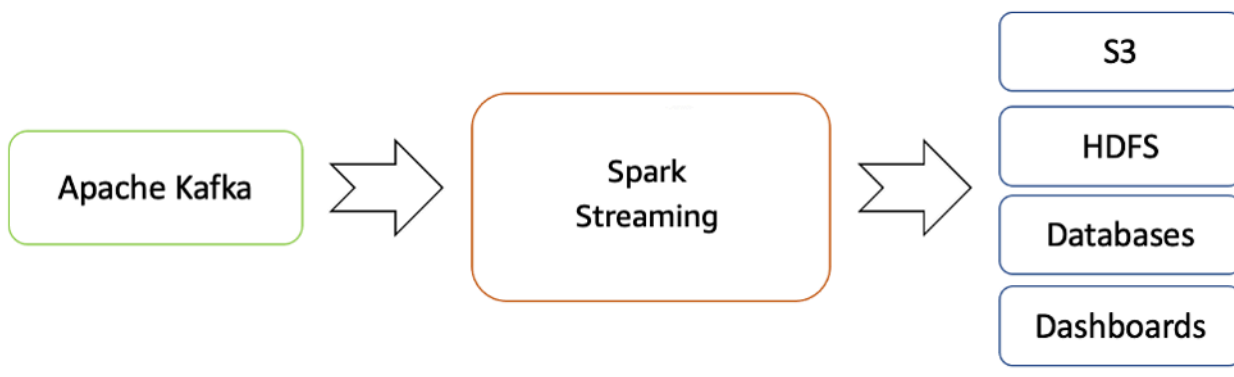 Apache Kafka
Spark
Streaming
S3
HDFS
Databases
Dashboards